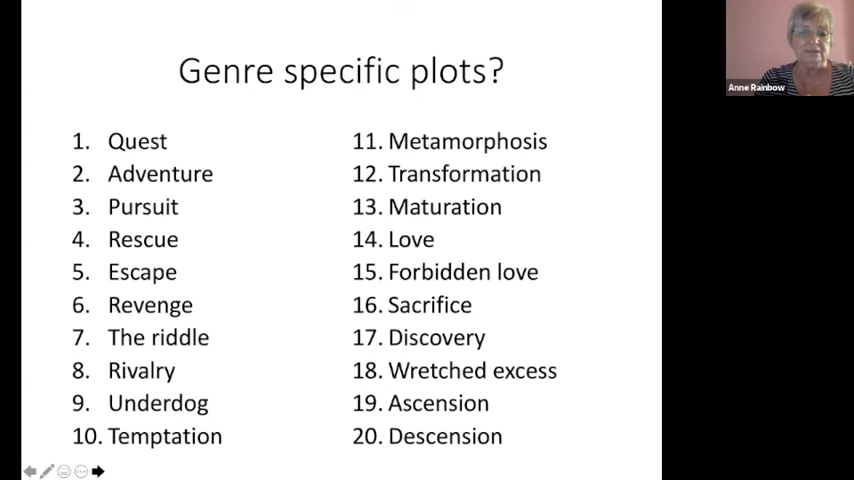 Genre specific plots?
1. Quest
2. Adventure
3. Pursuit
4. Rescue
5. Escape
6. Revenge
7. The riddle
8. Rivalry
9. Underdog
10. Temptation
11. Metamorphosis
12. Transformation
13. Maturation
14. Love
15. Forbidden love
16. Sacrifice
17. Discovery
18. Wretched excess
19. Ascension
20. Descension
Anne Rainbow